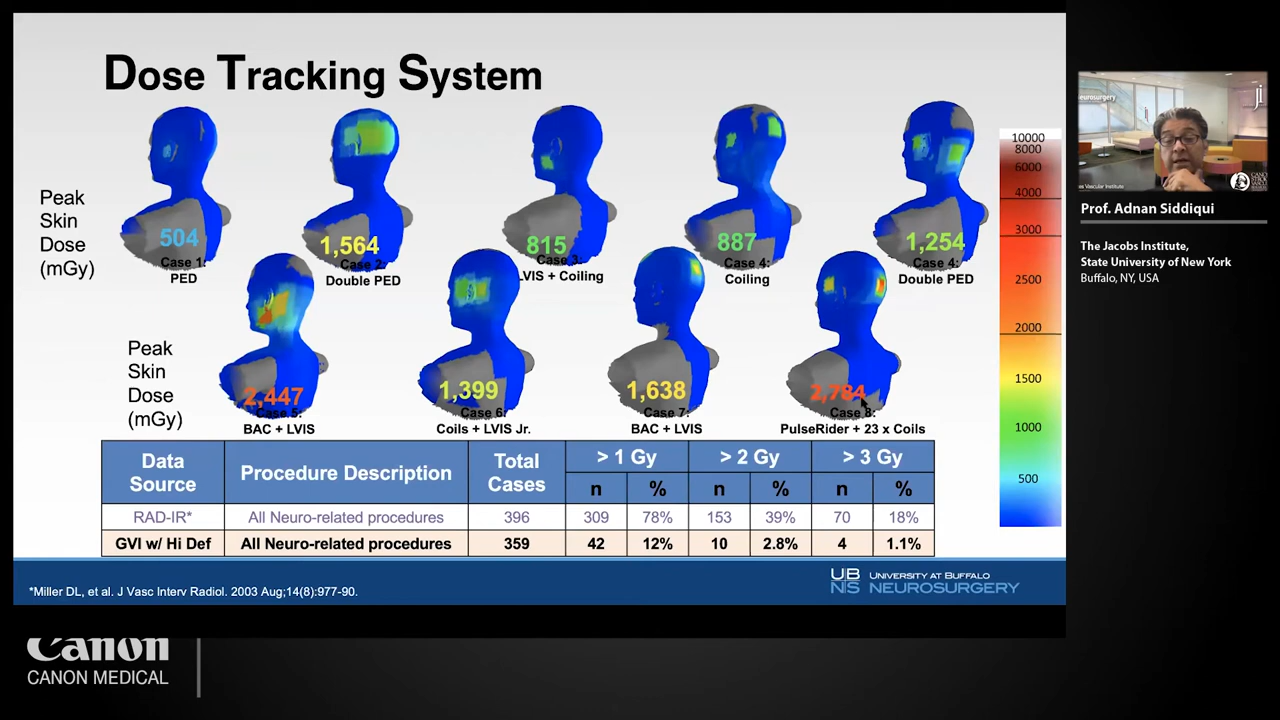 Dose Tracking System
Peak
Skin
Dose
(mGy)
504
Case 1:
PED
1,564
Case 2:
Double PED
815
Case 3:
LVIS + Coiling
887
Case 4:
Coiling
1,254
Case 4:
Double PED
Peak
Skin
Dose
(mGy)
2,447
Case 5:
BAC + LVIS
1,399
Case 6:
Coils + LVIS Jr.
1,638
Case 7:
BAC + LVIS
2,784
Case 8:
PulseRider + 23 x Coils
10000
8000
6000
4000
3000
2500
2000
1500
1000
500
Data Source Procedure Description Total Cases > 1 Gy > 2 Gy > 3 Gy
n % n % n %
RAD-IR* All Neuro-related procedures 396 309 78% 153 39% 70 18%
GVI w/ Hi Def All Neuro-related procedures 359 42 12% 10 2.8% 4 1.1%
*Miller DL, et al. J Vasc Interv Radiol. 2003 Aug;14(8):977-90.
UB
NS
UNIVERSITY AT BUFFALO
NEUROSURGERY
ji
Prof. Adnan Siddiqui
The Jacobs Institute,
State University of New York
Buffalo, NY, USA
Canon
CANON MEDICAL